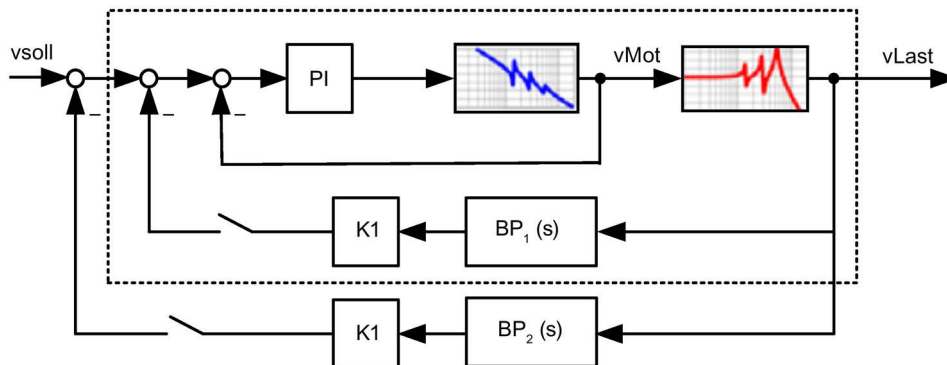 vsoll
PI
vMot
vLast
K1
BP₁ (s)
K1
BP₂ (s)